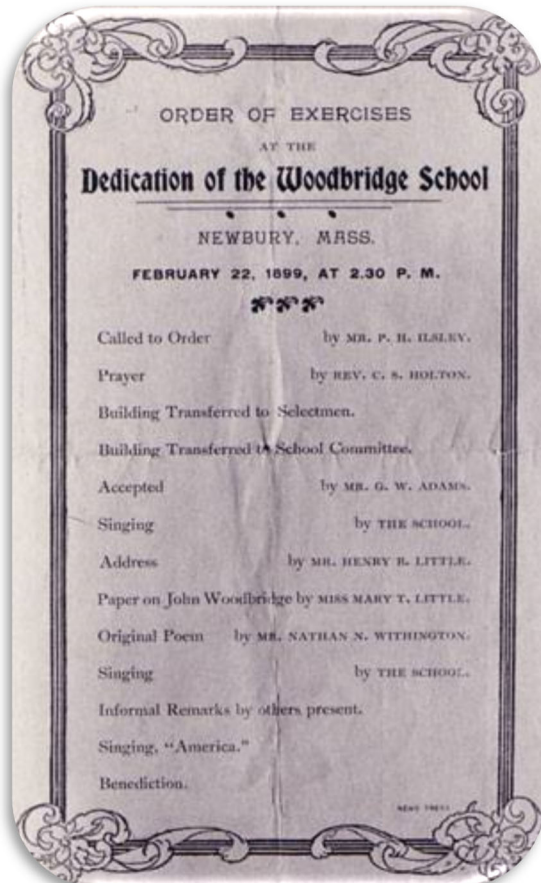 ORDER OF EXERCISES
AT THE
Dedication of the Woodbridge School
NEWBURY, MASS.
FEBRUARY 22, 1899, AT 2.30 P. M.
Called to Order by MR. P. H. ILSLEY.
Prayer by REV. C. S. HOLTON.
Building Transferred to Selectmen.
Building Transferred to School Committee.
Accepted by MR. G. W. ADAMS.
Singing by THE SCHOOL.
Address by MR. HENRY B. LITTLE.
Paper on John Woodbridge by MISS MARY T. LITTLE.
Original Poem by MR. NATHAN N. WITHINGTON.
Singing by THE SCHOOL.
Informal Remarks by others present.
Singing, “America.”
Benediction.
NEWS PRESS